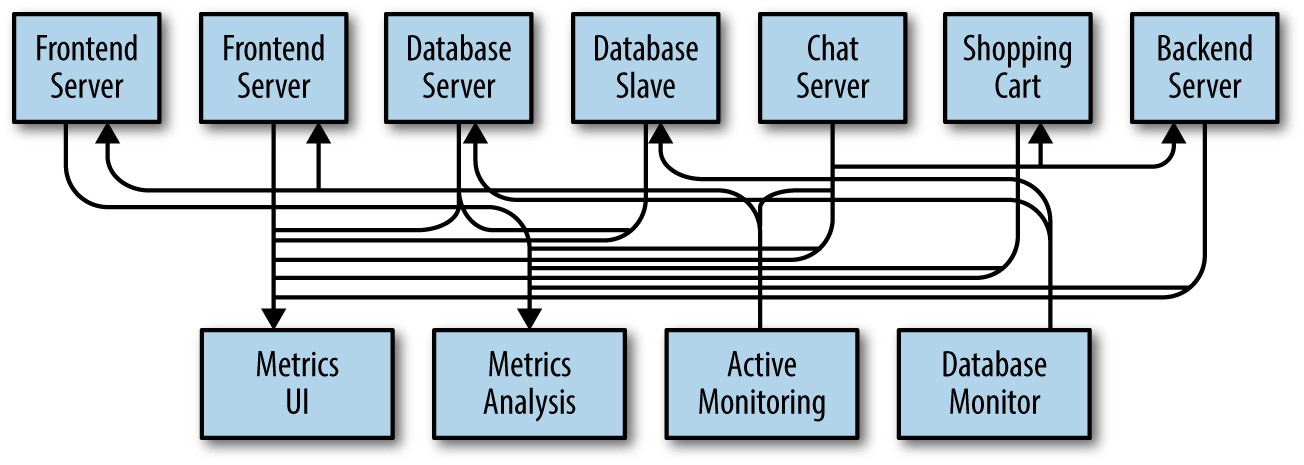 Frontend
Server
Frontend
Server
Database
Server
Database
Slave
Chat
Server
Shopping
Cart
Backend
Server
Metrics
UI
Metrics
Analysis
Active
Monitoring
Database
Monitor